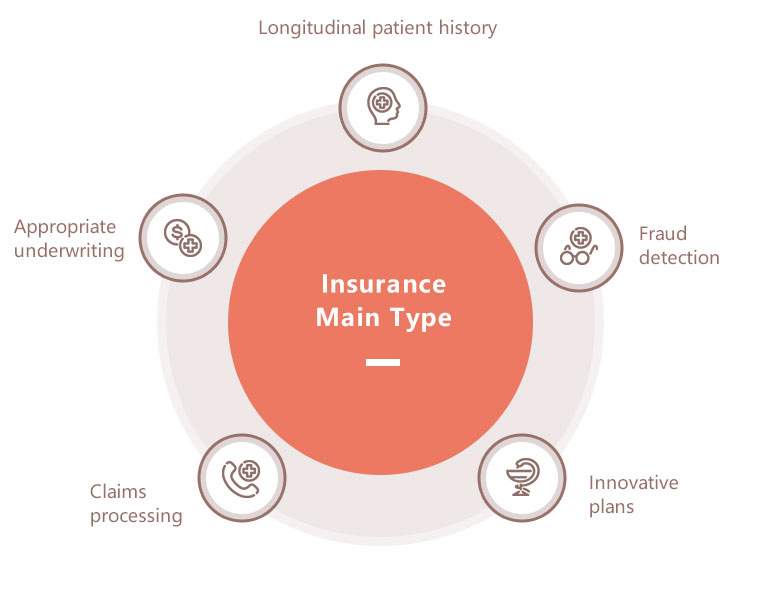 Longitudinal patient history
Appropriate
underwriting
$
Fraud
detection
Insurance
Main Type
Claims
processing
Innovative
plans